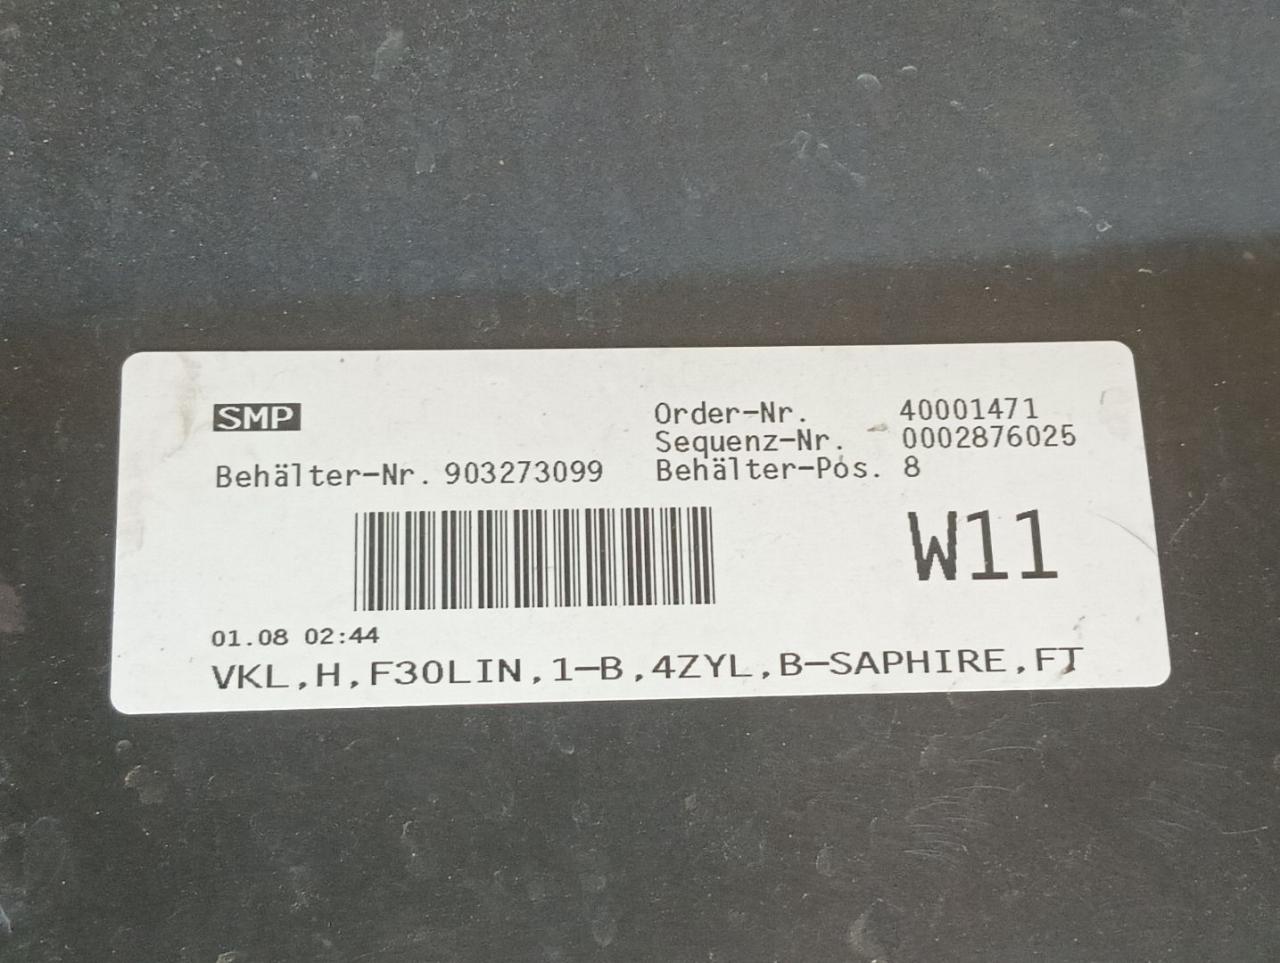 SMP
Order-Nr. 40001471
Sequenz-Nr. 0002876025
Behälter-Nr. 903273099 Behälter-Pos. 8
W11
01.08 02:44
VKL,H,F30LIN,1-B,4ZYL,B-SAPHIRE,FT